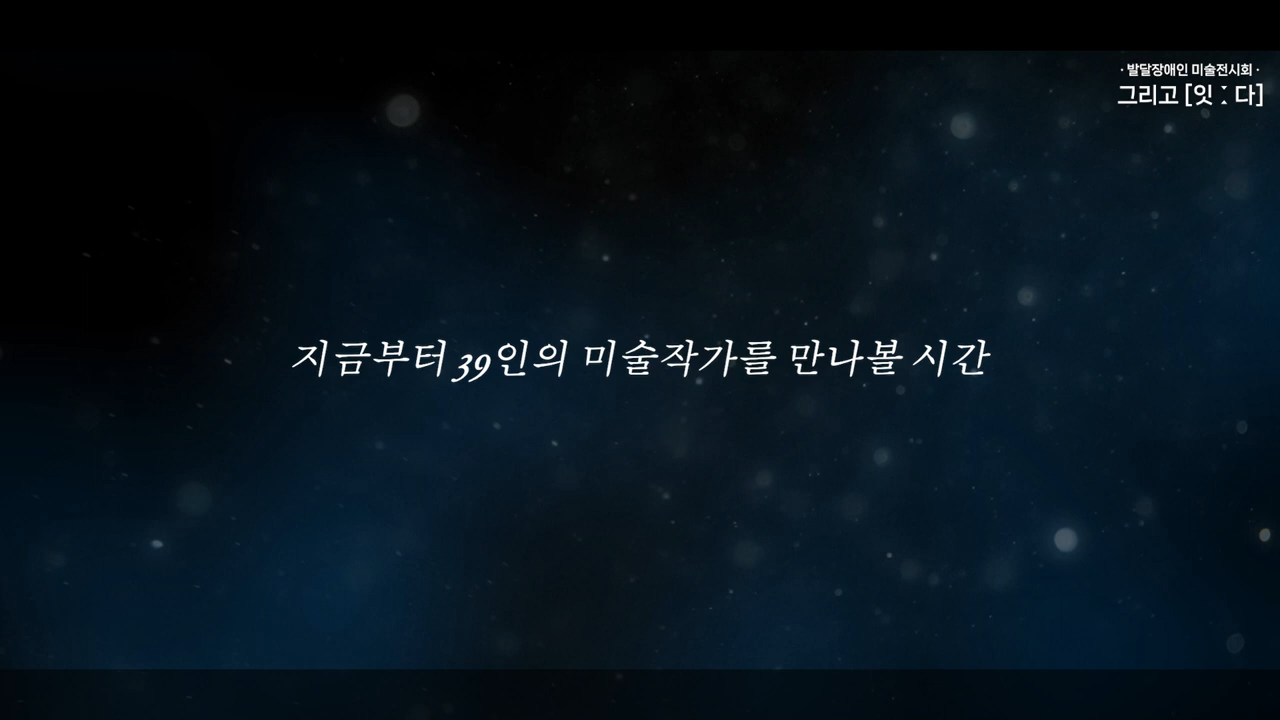 · 발달장애인 미술전시회 ·
그리고 [잇 : 다]
지금부터 39인의 미술작가를 만나볼 시간